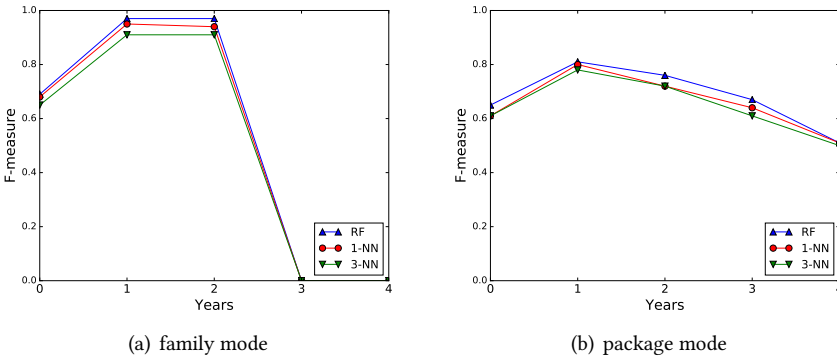 1.0
0.8
0.6
0.4
0.2
0.0
F-measure
0 1 2 3 4
Years
RF
1-NN
3-NN
(a) family mode
1.0
0.8
0.6
0.4
0.2
0.0
F-measure
0 1 2 3 4
Years
RF
1-NN
3-NN
(b) package mode